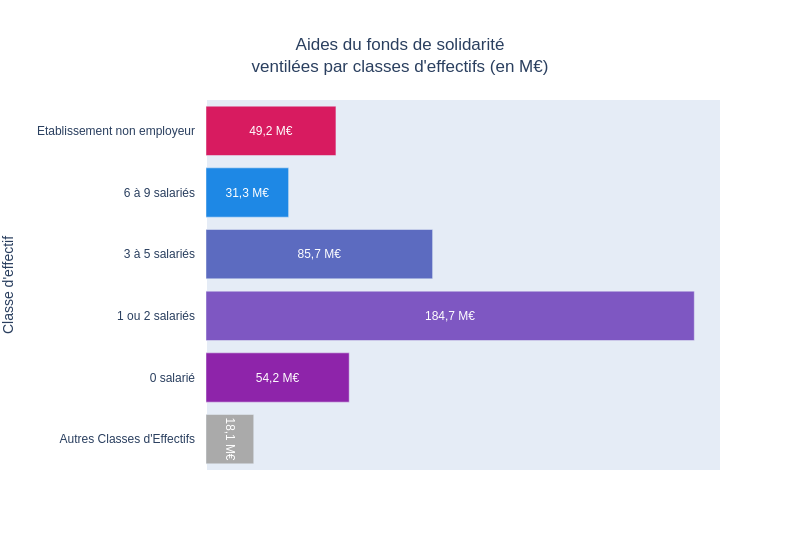 Aides du fonds de solidarité
ventilées par classes d'effectifs (en M€)
Classe d'effectif
Etablissement non employeur
49,2 M€
6 à 9 salariés
31,3 M€
3 à 5 salariés
85,7 M€
1 ou 2 salariés
184,7 M€
0 salarié
54,2 M€
Autres Classes d'Effectifs
18,1 M€